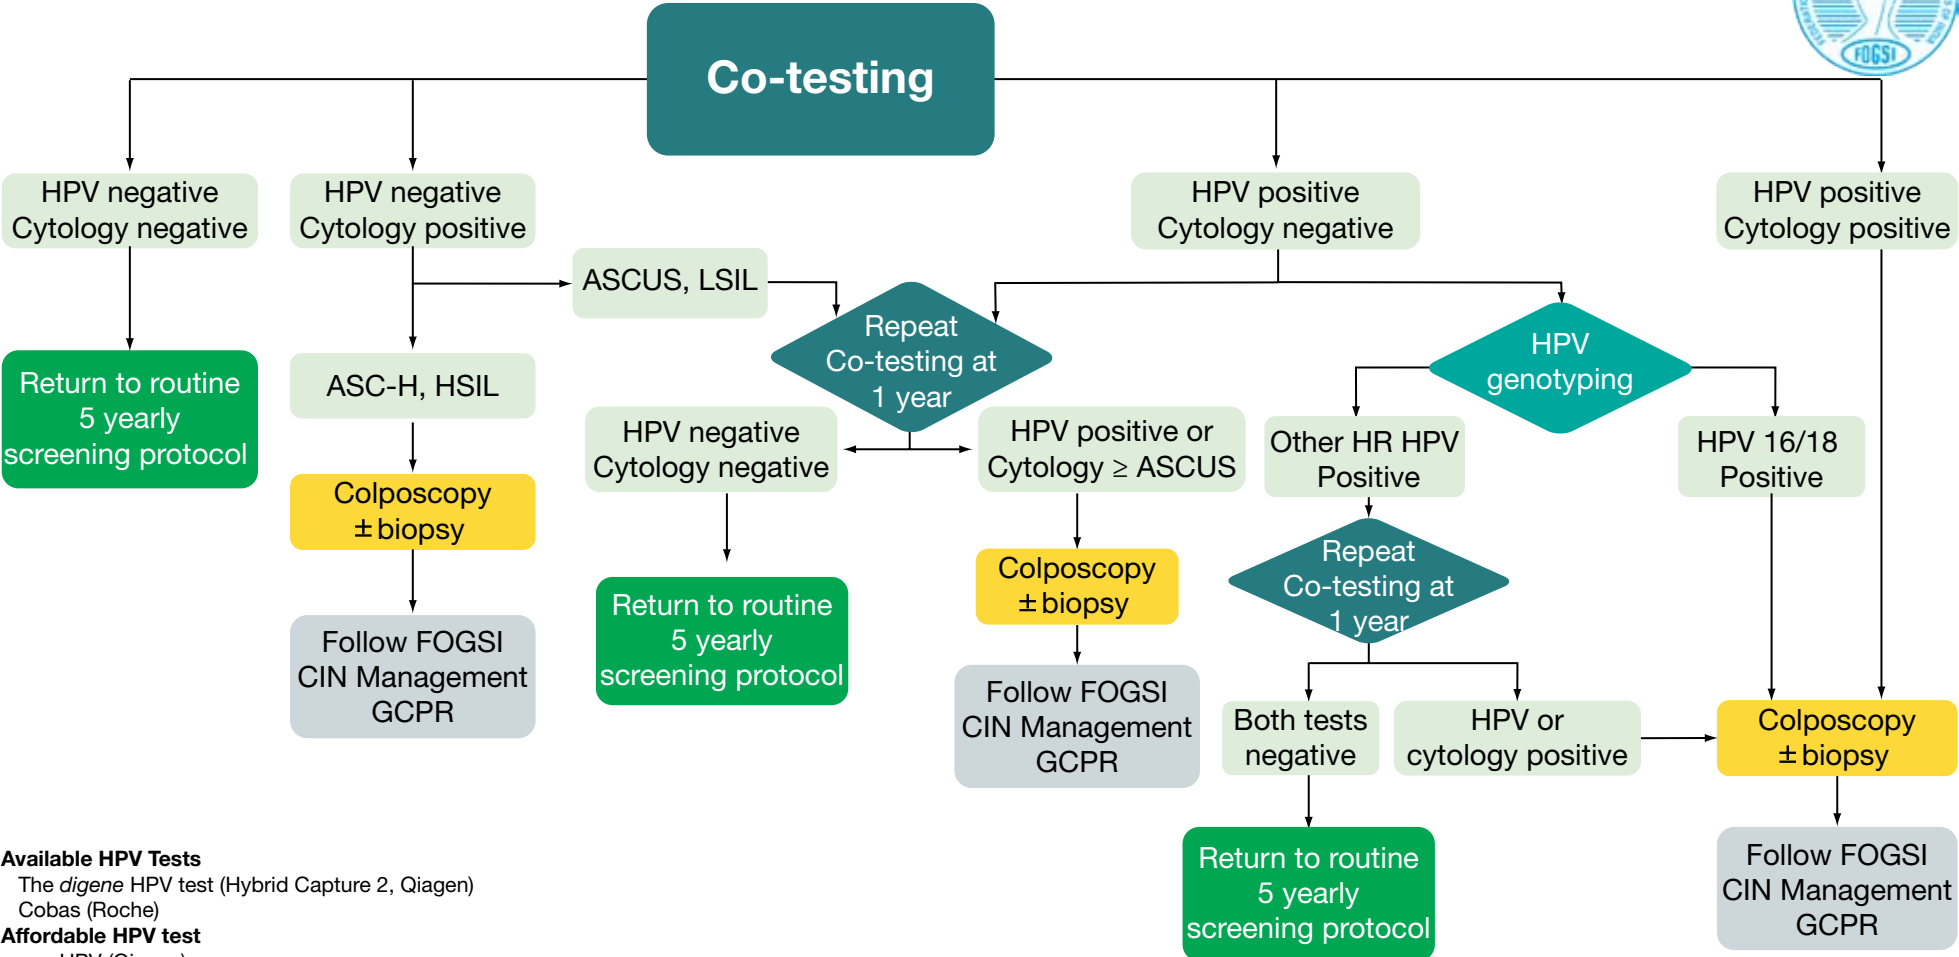 Co-testing
FOGSI
HPV negative
Cytology negative
HPV negative
Cytology positive
HPV positive
Cytology negative
HPV positive
Cytology positive
ASCUS, LSIL
Repeat
Co-testing at
1 year
HPV
genotyping
Return to routine
5 yearly
screening protocol
ASC-H, HSIL
HPV negative
Cytology negative
HPV positive or
Cytology ≥ ASCUS
Other HR HPV
Positive
HPV 16/18
Positive
Colposcopy
± biopsy
Colposcopy
± biopsy
Repeat
Co-testing at
1 year
Return to routine
5 yearly
screening protocol
Follow FOGSI
CIN Management
GCPR
Follow FOGSI
CIN Management
GCPR
Both tests
negative
HPV or
cytology positive
Colposcopy
± biopsy
Return to routine
5 yearly
screening protocol
Follow FOGSI
CIN Management
GCPR
Available HPV Tests
The digene HPV test (Hybrid Capture 2, Qiagen)
Cobas (Roche)
Affordable HPV test